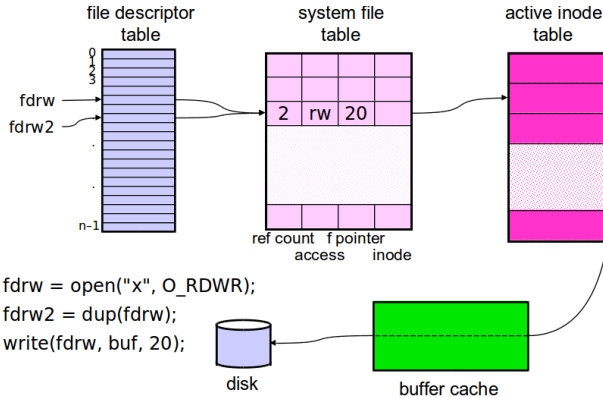 file descriptor
table
system file
table
active inode
table
0
1
2
3
fdrw
fdrw2
.
.
n-1
2 rw 20
ref count f pointer
access inode
fdrw = open("x", O_RDWR);
fdrw2 = dup(fdrw);
write(fdrw, buf, 20);
disk
buffer cache